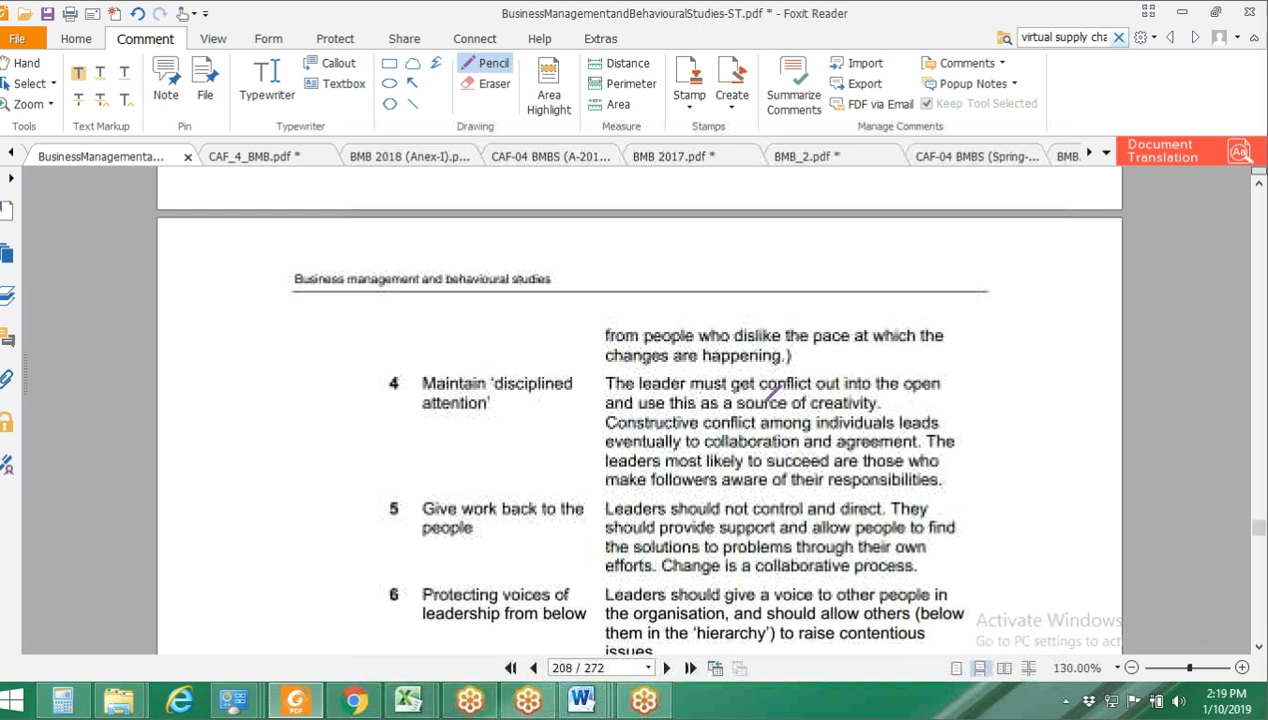 BusinessManagementandBehaviouralStudies-ST.pdf * - Foxit Reader
File Home Comment View Form Protect Share Connect Help Extras
virtual supply cha
Hand
Select
Zoom
Tools
T T T
T T T
Text Markup
Note File
Pin
Typewriter
Callout
Textbox
Typewriter
Pencil
Eraser
Area
Highlight
Drawing
Distance
Perimeter
Area
Measure
Stamp Create
Stamps
Summarize
Comments
Import
Export
FDF via Email
Comments
Popup Notes
Keep Tool Selected
Manage Comments
BusinessManagementa... CAF_4_BMB.pdf * BMB 2018 (Anex-I).p... CAF-04 BMBS (A-201... BMB 2017.pdf * BMB_2.pdf * CAF-04 BMBS (Spring-... BMB.
Document
Translation
Business management and behavioural studies
from people who dislike the pace at which the
changes are happening.)
4 Maintain ‘disciplined attention’
The leader must get conflict out into the open
and use this as a source of creativity.
Constructive conflict among individuals leads
eventually to collaboration and agreement. The
leaders most likely to succeed are those who
make followers aware of their responsibilities.
5 Give work back to the people
Leaders should not control and direct. They
should provide support and allow people to find
the solutions to problems through their own
efforts. Change is a collaborative process.
6 Protecting voices of leadership from below
Leaders should give a voice to other people in
the organisation, and should allow others (below
them in the ‘hierarchy’) to raise contentious
issues
Activate Windows
Go to PC settings to act
208 / 272
130.00%
2:19 PM
1/10/2019